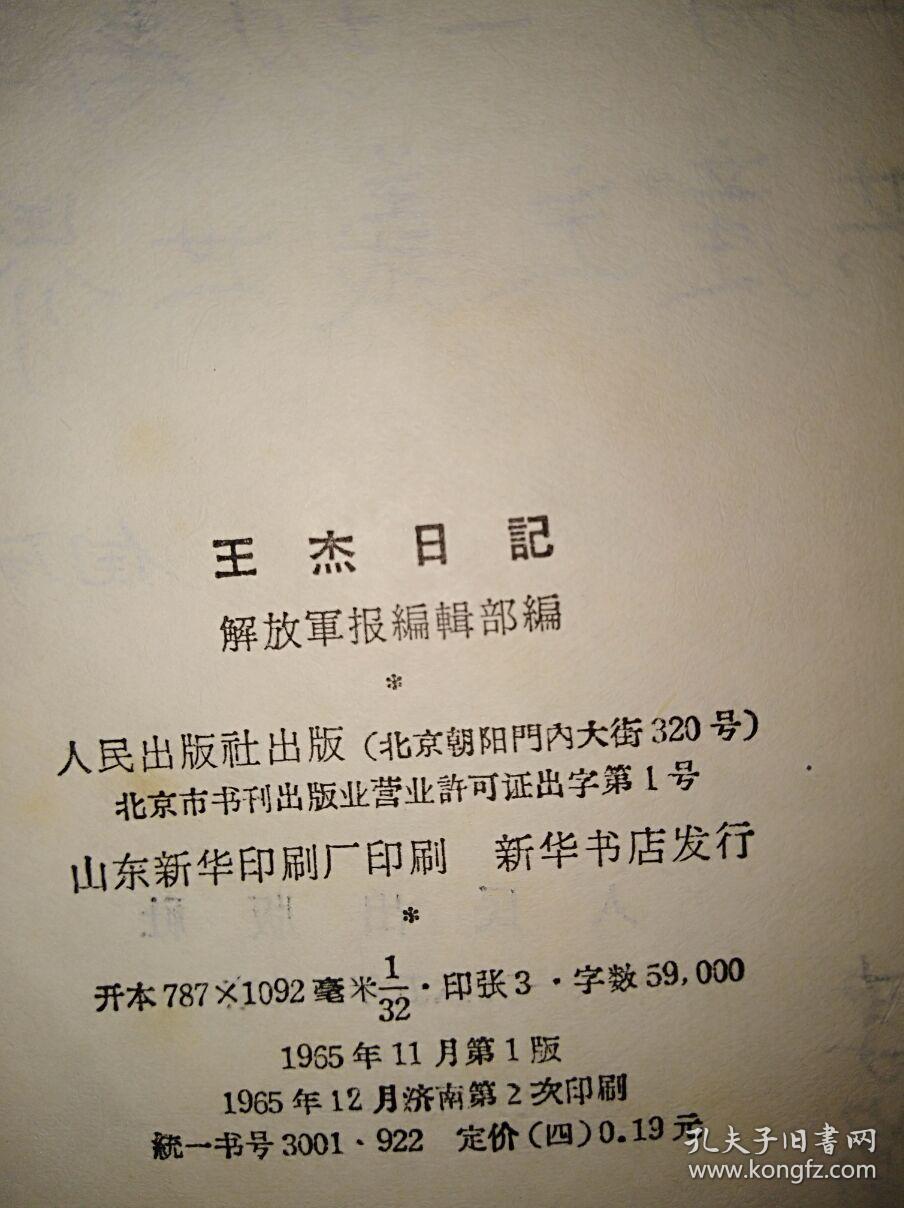 王杰日記
解放軍报編輯部編
*
人民出版社出版（北京朝阳門內大街320号）
北京市书刊出版业营业許可证出字第1号
山东新华印刷厂印刷 新华书店发行
*
开本787×1092毫米1/32·印张3·字数59,000
1965年11月第1版
1965年12月济南第2次印刷
統一书号3001·922 定价(四)0.19元
孔夫子旧书网
www.kongfz.com